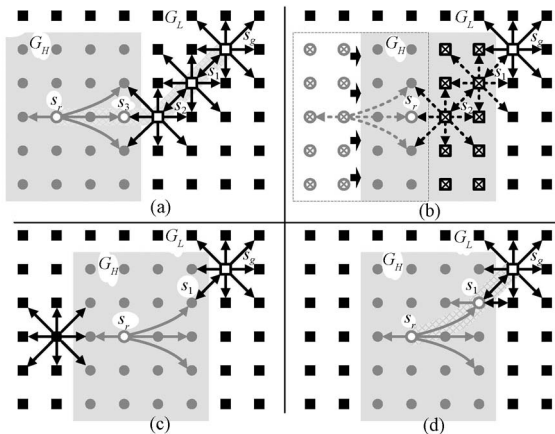 G_L
G_H
s_g
s_1
s_r
s_3
s_2
(a)
G_L
G_H
s_g
s_1
s_r
s_2
(b)
G_L
G_H
s_g
s_1
s_r
(c)
G_L
G_H
s_g
s_1
s_r
(d)